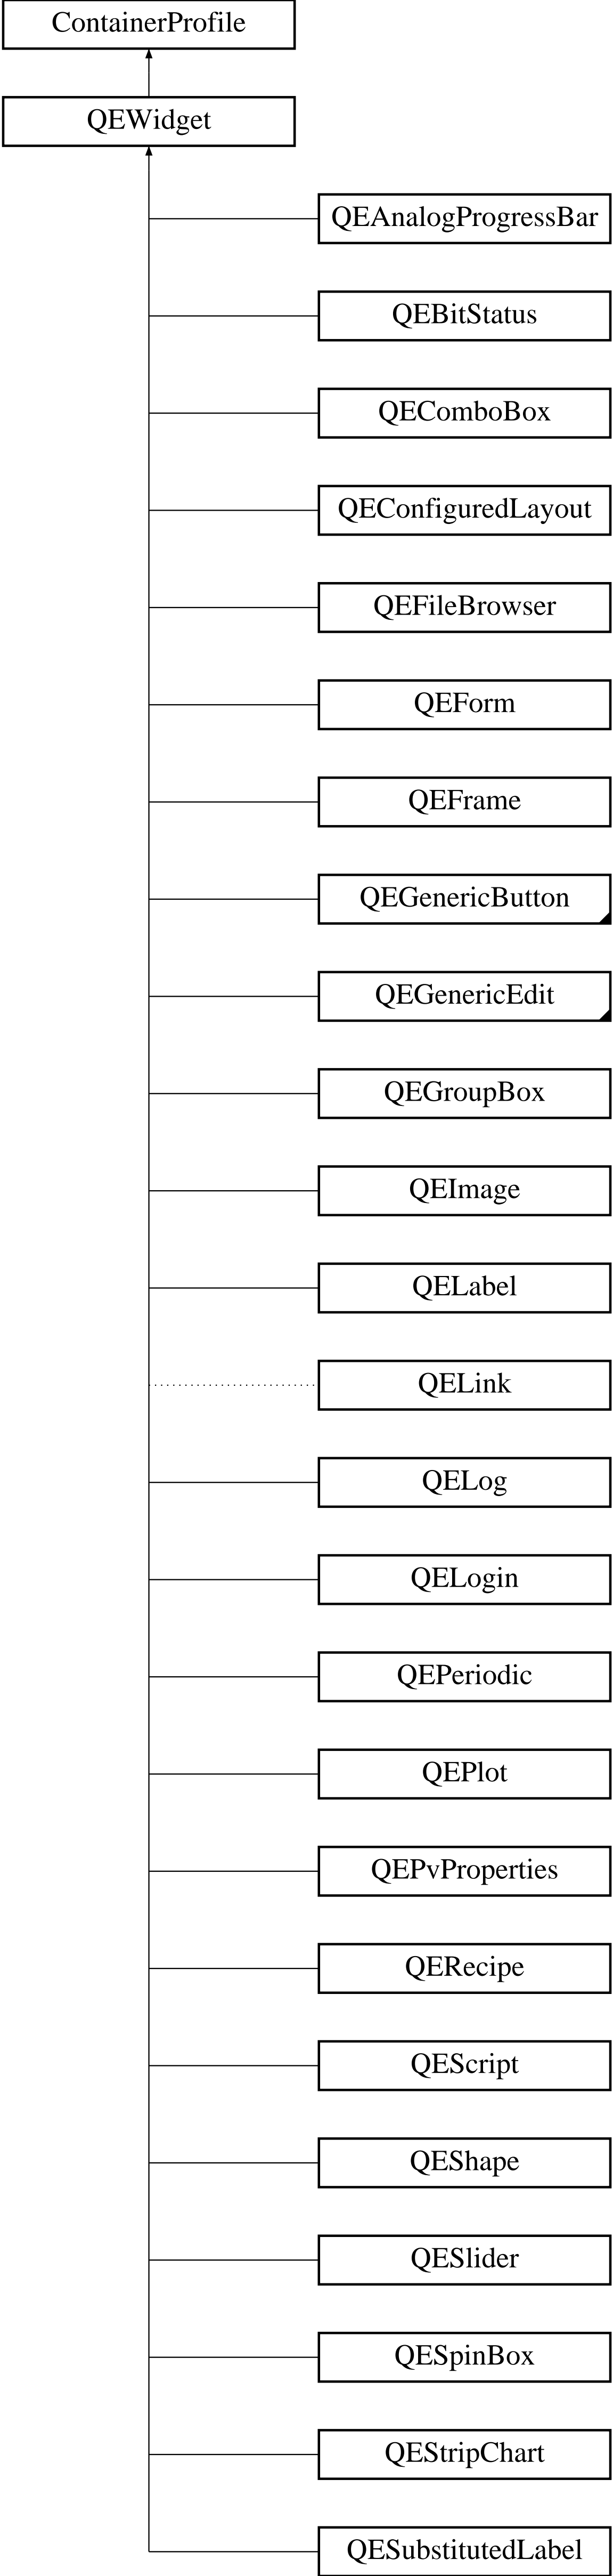 ContainerProfile
QEWidget
QEAnalogProgressBar
QEBitStatus
QEComboBox
QEConfiguredLayout
QEFileBrowser
QEForm
QEFrame
QEGenericButton
QEGenericEdit
QEGroupBox
QEImage
QELabel
QELink
QELog
QELogin
QEPeriodic
QEPlot
QEPvProperties
QERecipe
QEScript
QEShape
QESlider
QESpinBox
QEStripChart
QESubstitutedLabel